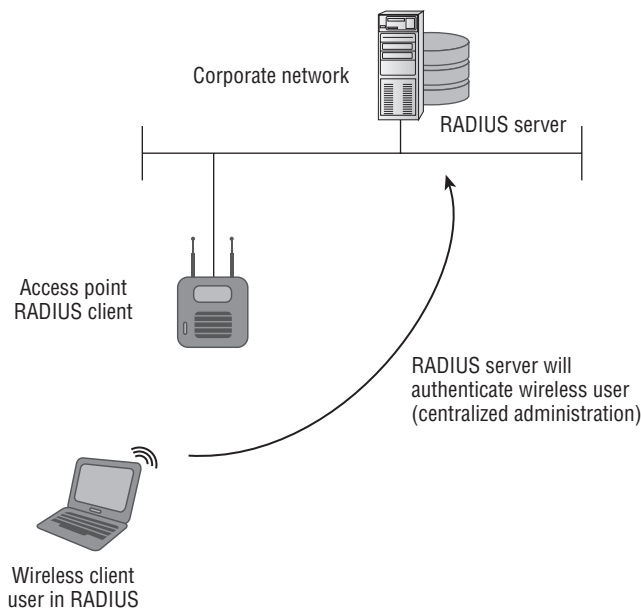 Corporate network
RADIUS server
Access point
RADIUS client
RADIUS server will
authenticate wireless user
(centralized administration)
Wireless client
user in RADIUS